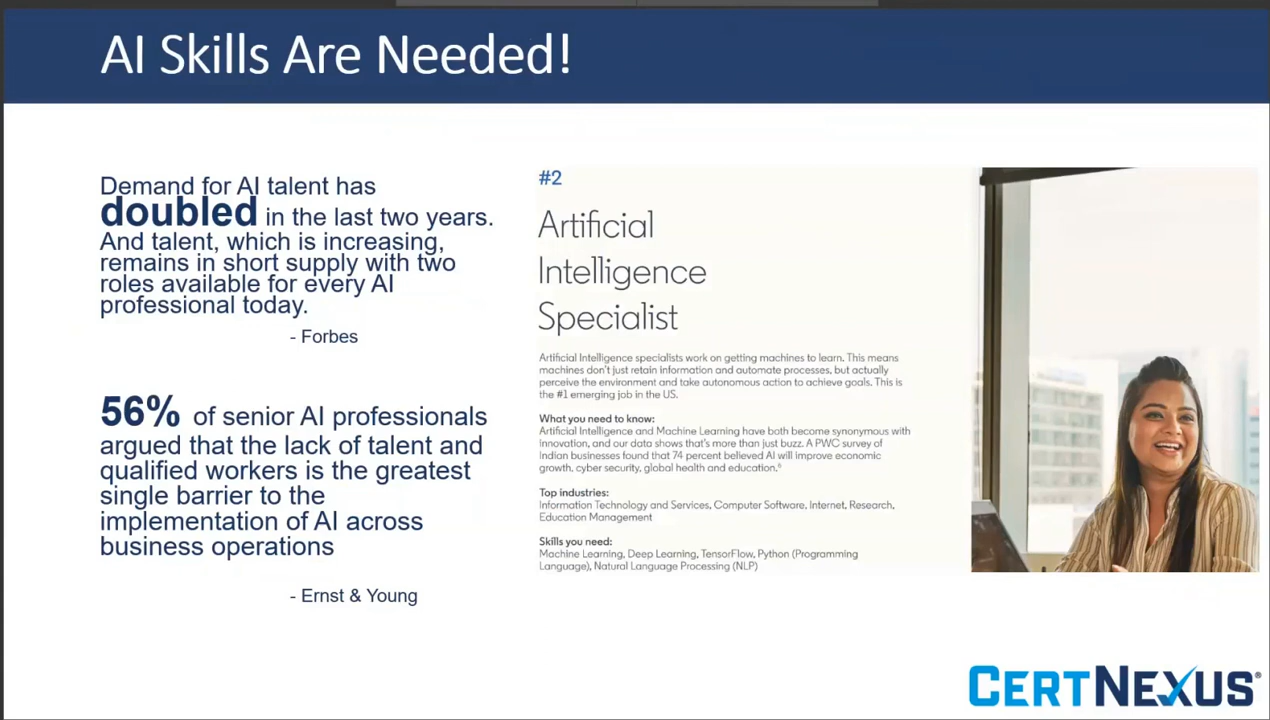 AI Skills Are Needed!
Demand for AI talent has
doubled in the last two years.
And talent, which is increasing,
remains in short supply with two
roles available for every AI
professional today.
- Forbes
56% of senior AI professionals
argued that the lack of talent and
qualified workers is the greatest
single barrier to the
implementation of AI across
business operations
- Ernst & Young
#2
Artificial
Intelligence
Specialist
Artificial Intelligence specialists work on getting machines to learn. This means
machines don't just retain information and automate processes, but actually
perceive the environment and take autonomous action to achieve goals. This is
the #1 emerging job in the US.
What you need to know:
Artificial Intelligence and Machine Learning have both become synonymous with
innovation, and our data shows that's more than just buzz. A PWC survey of
Indian businesses found that 74 percent believed AI will improve economic
growth, cyber security, global health and education.⁶
Top industries:
Information Technology and Services, Computer Software, Internet, Research,
Education Management
Skills you need:
Machine Learning, Deep Learning, TensorFlow, Python (Programming
Language), Natural Language Processing (NLP)
CERTNEXUS®